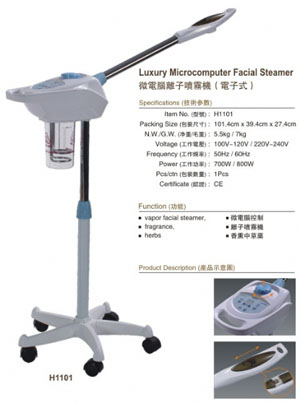 Luxury Microcomputer Facial Steamer
微電腦離子噴霧機（電子式）
Specifications (技術参数)
Item No. (型號) : H1101
Packing Size (包裝尺寸) : 101.4cm x 39.4cm x 27.4cm
N.W./G.W. (净重/毛重) : 5.5kg / 7kg
Voltage (工作電壓) : 100V~120V / 220V~240V
Frequency (工作頻率) : 50Hz / 60Hz
Power (工作功率) : 700W / 800W
Pcs/ctn (包裝數量) : 1Pcs
Certificate (認證) : CE
Function (功能)
• vapor facial steamer, • 微電腦控制
• fragrance, • 離子噴霧機
• herbs • 香薰中草藥
Product Description (產品示意圖)
H1101